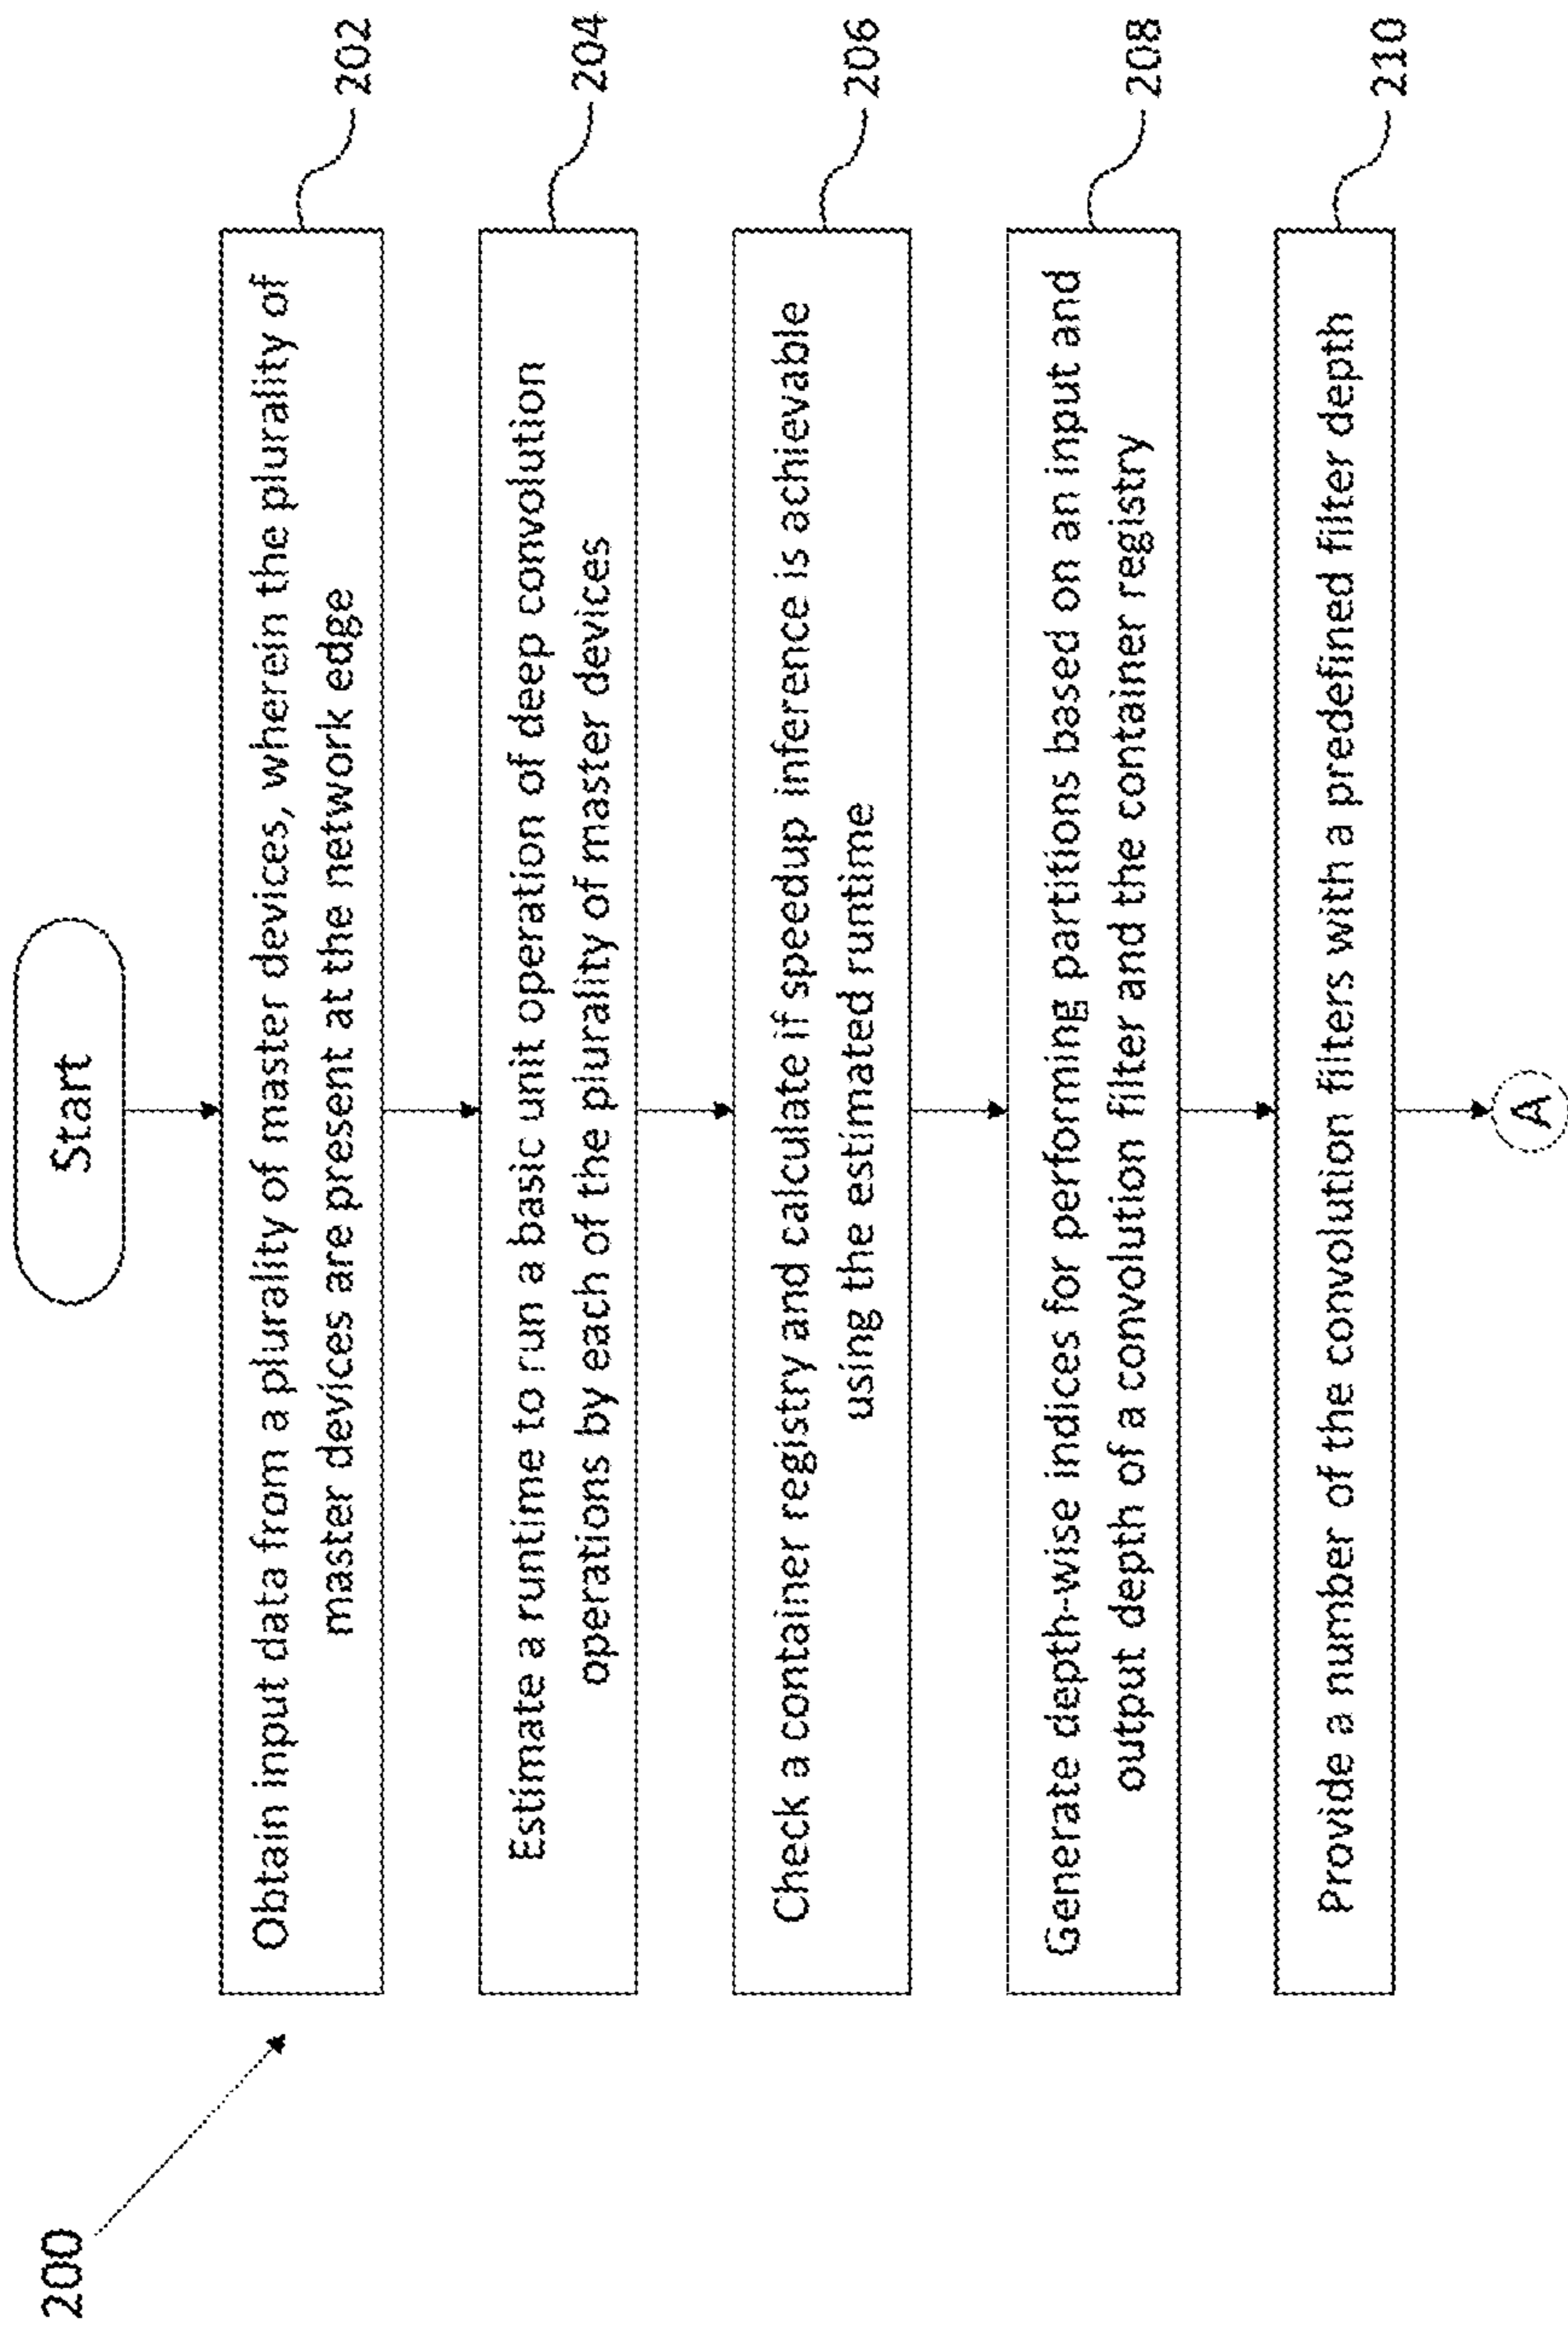 200
Start
Obtain input data from a plurality of master devices, wherein the plurality of
master devices are present at the network edge
202
Estimate a runtime to run a basic unit operation of deep convolution
operations by each of the plurality of master devices
204
Check a container registry and calculate if speedup inference is achievable
using the estimated runtime
206
Generate depth-wise indices for performing partitions based on an input and
output depth of a convolution filter and the container registry
208
Provide a number of the convolution filters with a predefined filter depth
210
A